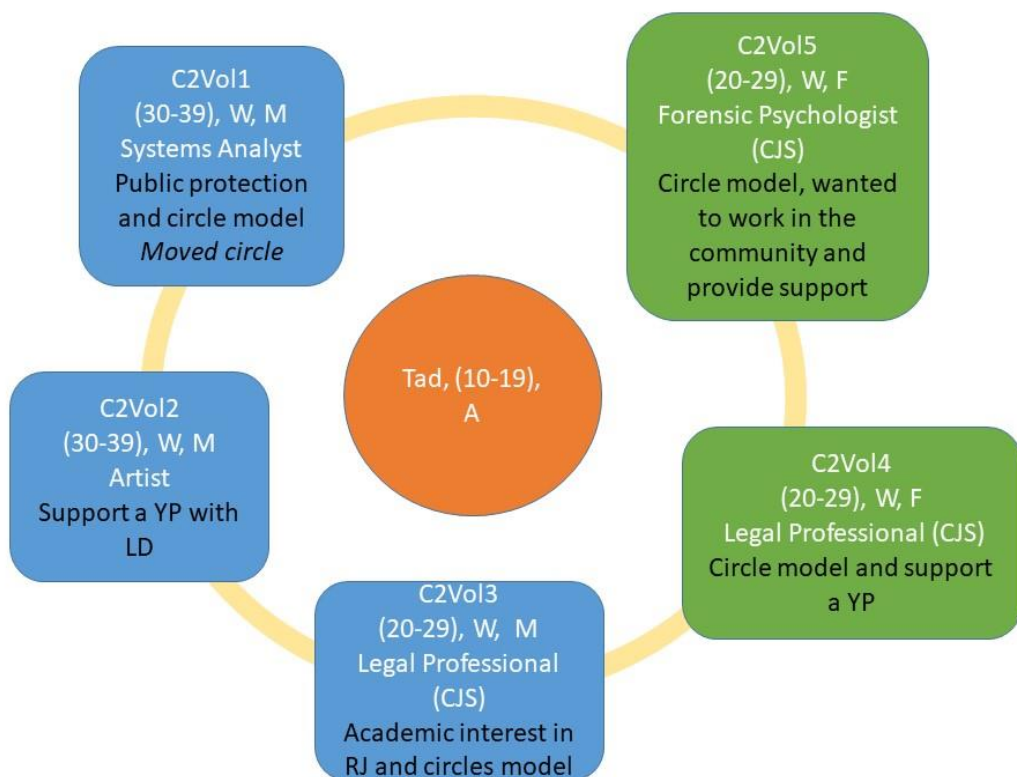 C2Vol1
(30-39), W, M
Systems Analyst
Public protection
and circle model
Moved circle
C2Vol5
(20-29), W, F
Forensic Psychologist
(CJS)
Circle model, wanted
to work in the
community and
provide support
Tad, (10-19),
A
C2Vol2
(30-39), W, M
Artist
Support a YP with
LD
C2Vol4
(20-29), W, F
Legal Professional (CJS)
Circle model and support
a YP
C2Vol3
(20-29), W, M
Legal Professional
(CJS)
Academic interest in
RJ and circles model